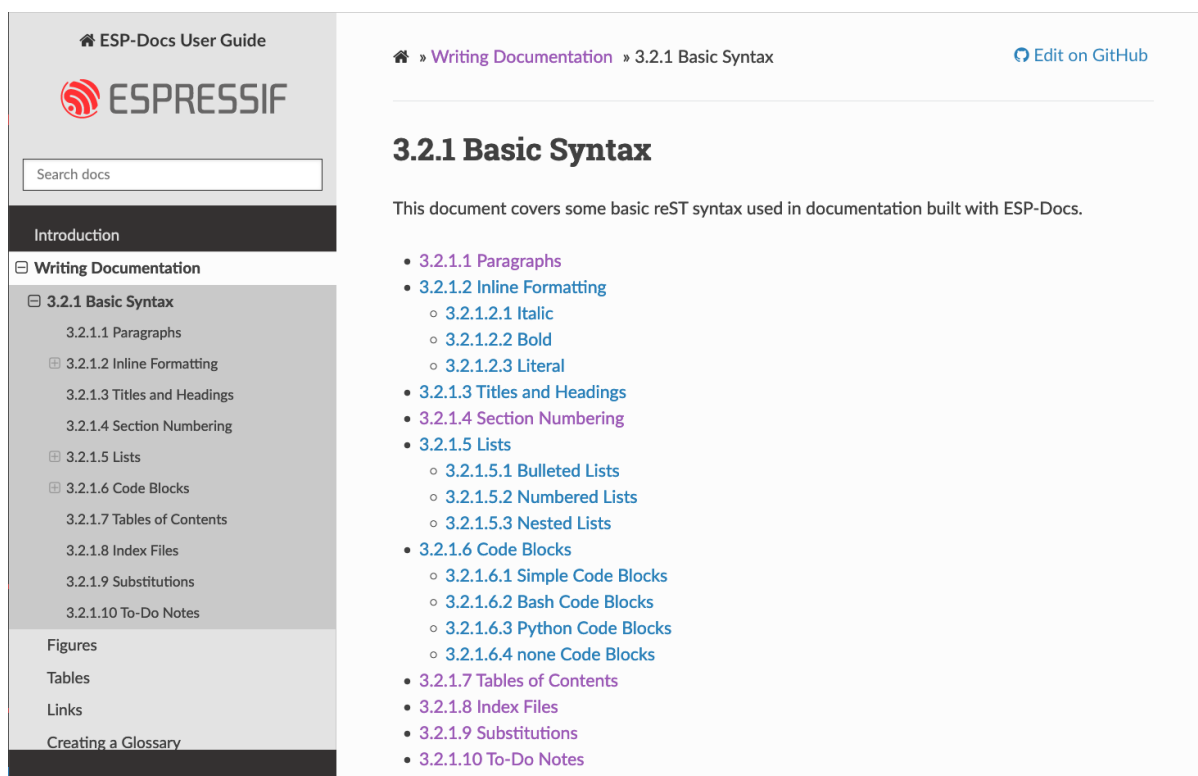 ESP-Docs User Guide
ESPRESSIF
Search docs
Introduction
Writing Documentation
3.2.1 Basic Syntax
3.2.1.1 Paragraphs
3.2.1.2 Inline Formatting
3.2.1.3 Titles and Headings
3.2.1.4 Section Numbering
3.2.1.5 Lists
3.2.1.6 Code Blocks
3.2.1.7 Tables of Contents
3.2.1.8 Index Files
3.2.1.9 Substitutions
3.2.1.10 To-Do Notes
Figures
Tables
Links
Creating a Glossary
» Writing Documentation » 3.2.1 Basic Syntax
Edit on GitHub
3.2.1 Basic Syntax
This document covers some basic reST syntax used in documentation built with ESP-Docs.
• 3.2.1.1 Paragraphs
• 3.2.1.2 Inline Formatting
◦ 3.2.1.2.1 Italic
◦ 3.2.1.2.2 Bold
◦ 3.2.1.2.3 Literal
• 3.2.1.3 Titles and Headings
• 3.2.1.4 Section Numbering
• 3.2.1.5 Lists
◦ 3.2.1.5.1 Bulleted Lists
◦ 3.2.1.5.2 Numbered Lists
◦ 3.2.1.5.3 Nested Lists
• 3.2.1.6 Code Blocks
◦ 3.2.1.6.1 Simple Code Blocks
◦ 3.2.1.6.2 Bash Code Blocks
◦ 3.2.1.6.3 Python Code Blocks
◦ 3.2.1.6.4 none Code Blocks
• 3.2.1.7 Tables of Contents
• 3.2.1.8 Index Files
• 3.2.1.9 Substitutions
• 3.2.1.10 To-Do Notes